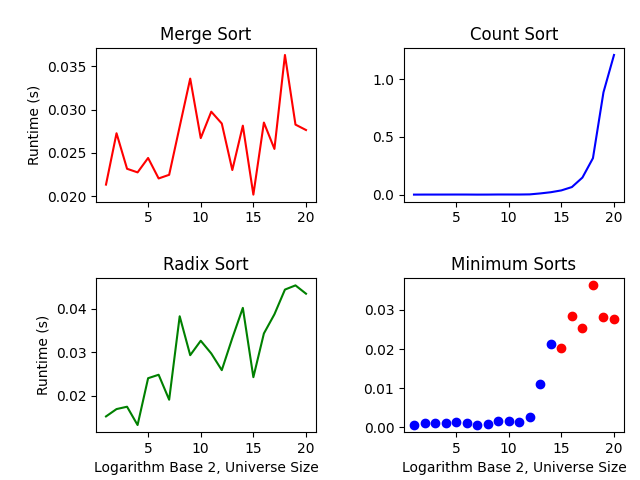 Merge Sort
Count Sort
Runtime (s)
0.035
0.030
0.025
0.020
5 10 15 20
1.0
0.5
0.0
5 10 15 20
Radix Sort
Minimum Sorts
Runtime (s)
0.04
0.03
0.02
5 10 15 20
Logarithm Base 2, Universe Size
0.03
0.02
0.01
0.00
5 10 15 20
Logarithm Base 2, Universe Size